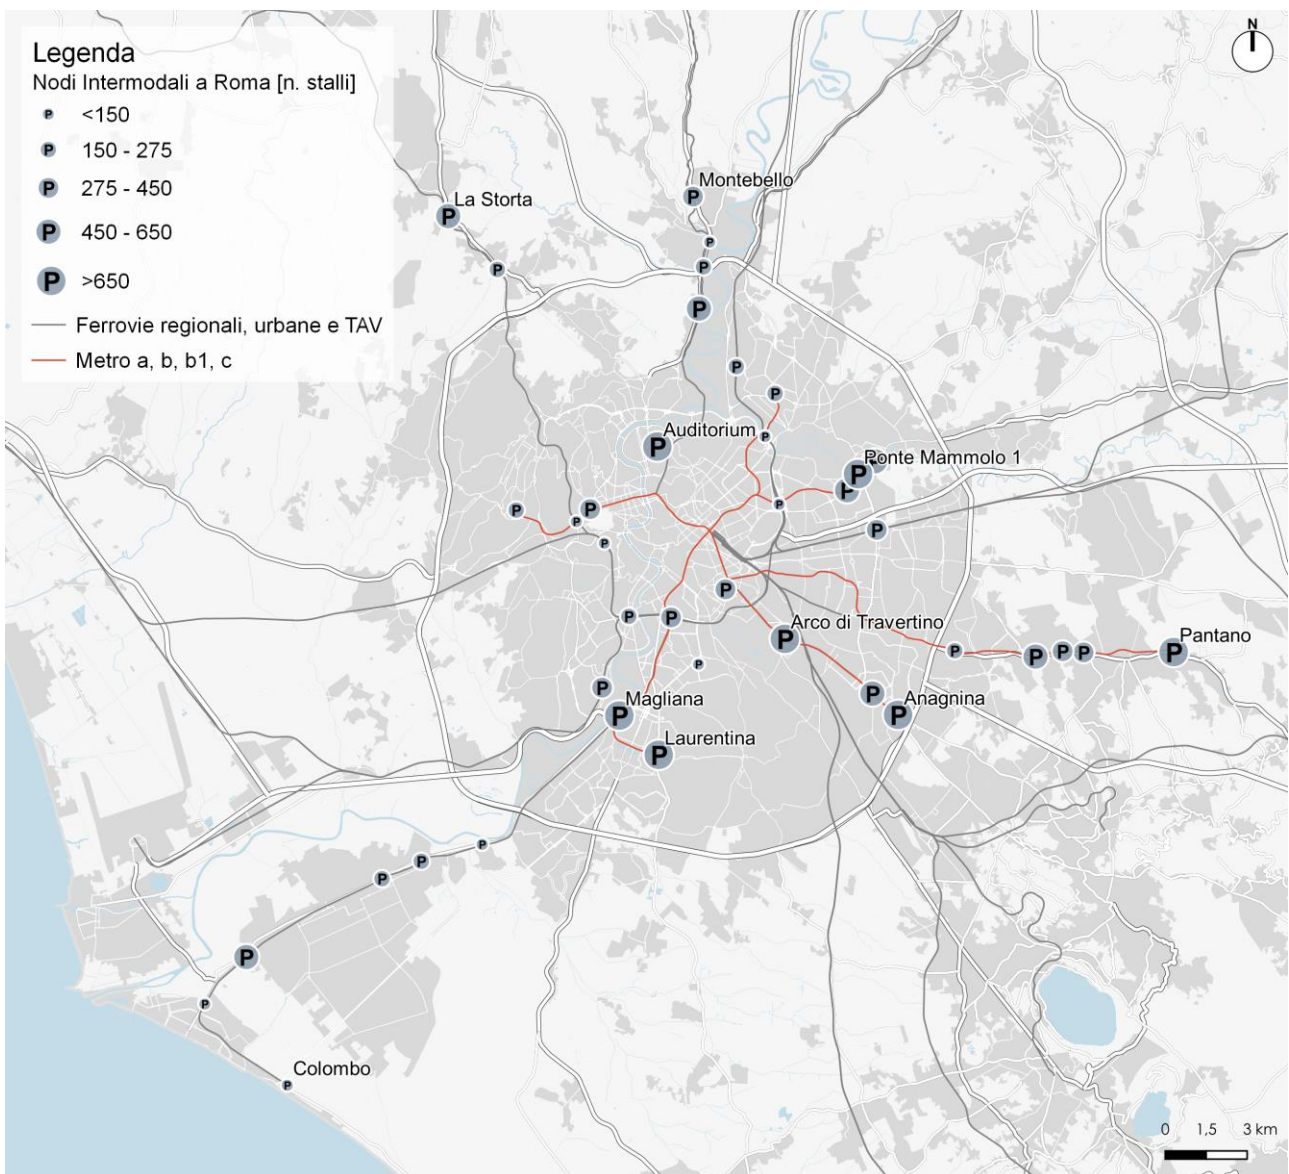 Legenda
Nodi Intermodali a Roma [n. stalli]
P <150
P 150 - 275
P 275 - 450
P 450 - 650
P >650
Ferrovie regionali, urbane e TAV
Metro a, b, b1, c
N
Montebello
P
La Storta
P
P
P
P
P
P
P
Auditorium
P
P
Ponte Mammolo 1
P
P
P
P
P
P
P
P
P
P
P
P
Arco di Travertino
P
Pantano
P
P
P
P
P
P
Anagnina
P
P
Magliana
P
P
Laurentina
P
P
P
P
P
P
Colombo
P
0 1,5 3 km